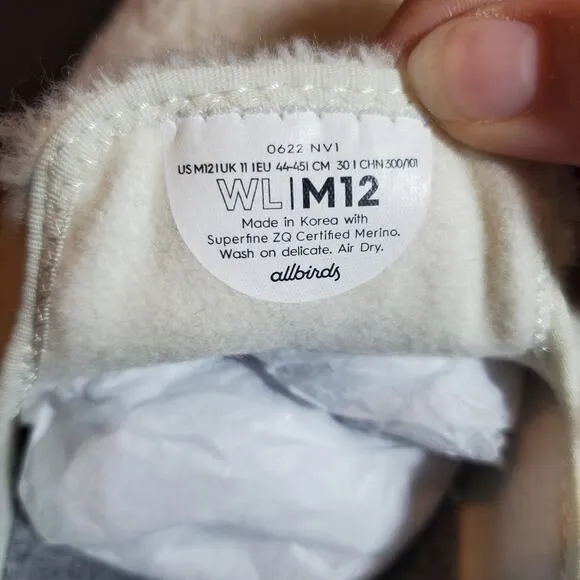 0622 NV1
US M12 | UK 11 | EU 44-45 | CM 30 | CHN 300/101
WL | M12
Made in Korea with
Superfine ZQ Certified Merino.
Wash on delicate. Air Dry.
allbirds